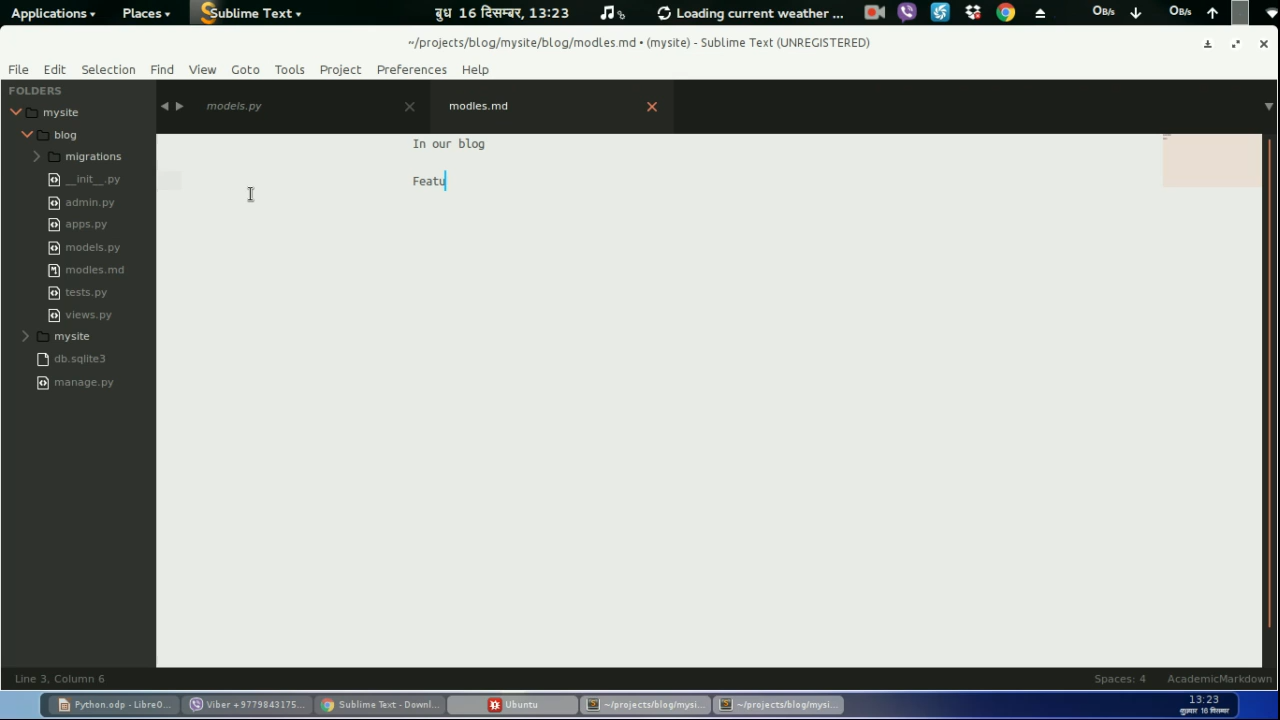 Applications Places Sublime Text बुध 16 दिसम्बर, 13:23 Loading current weather ... 0B/s 0B/s
~/projects/blog/mysite/blog/modles.md • (mysite) - Sublime Text (UNREGISTERED)
File Edit Selection Find View Goto Tools Project Preferences Help
FOLDERS
mysite
blog
migrations
__init__.py
admin.py
apps.py
models.py
modles.md
tests.py
views.py
mysite
db.sqlite3
manage.py
models.py modles.md
In our blog
Featu
Line 3, Column 6 Spaces: 4 AcademicMarkdown
Python.odp - LibreO... Viber +9779843175... Sublime Text - Downl... Ubuntu ~/projects/blog/mysi... ~/projects/blog/mysi... 13:23
16 दिसम्बर